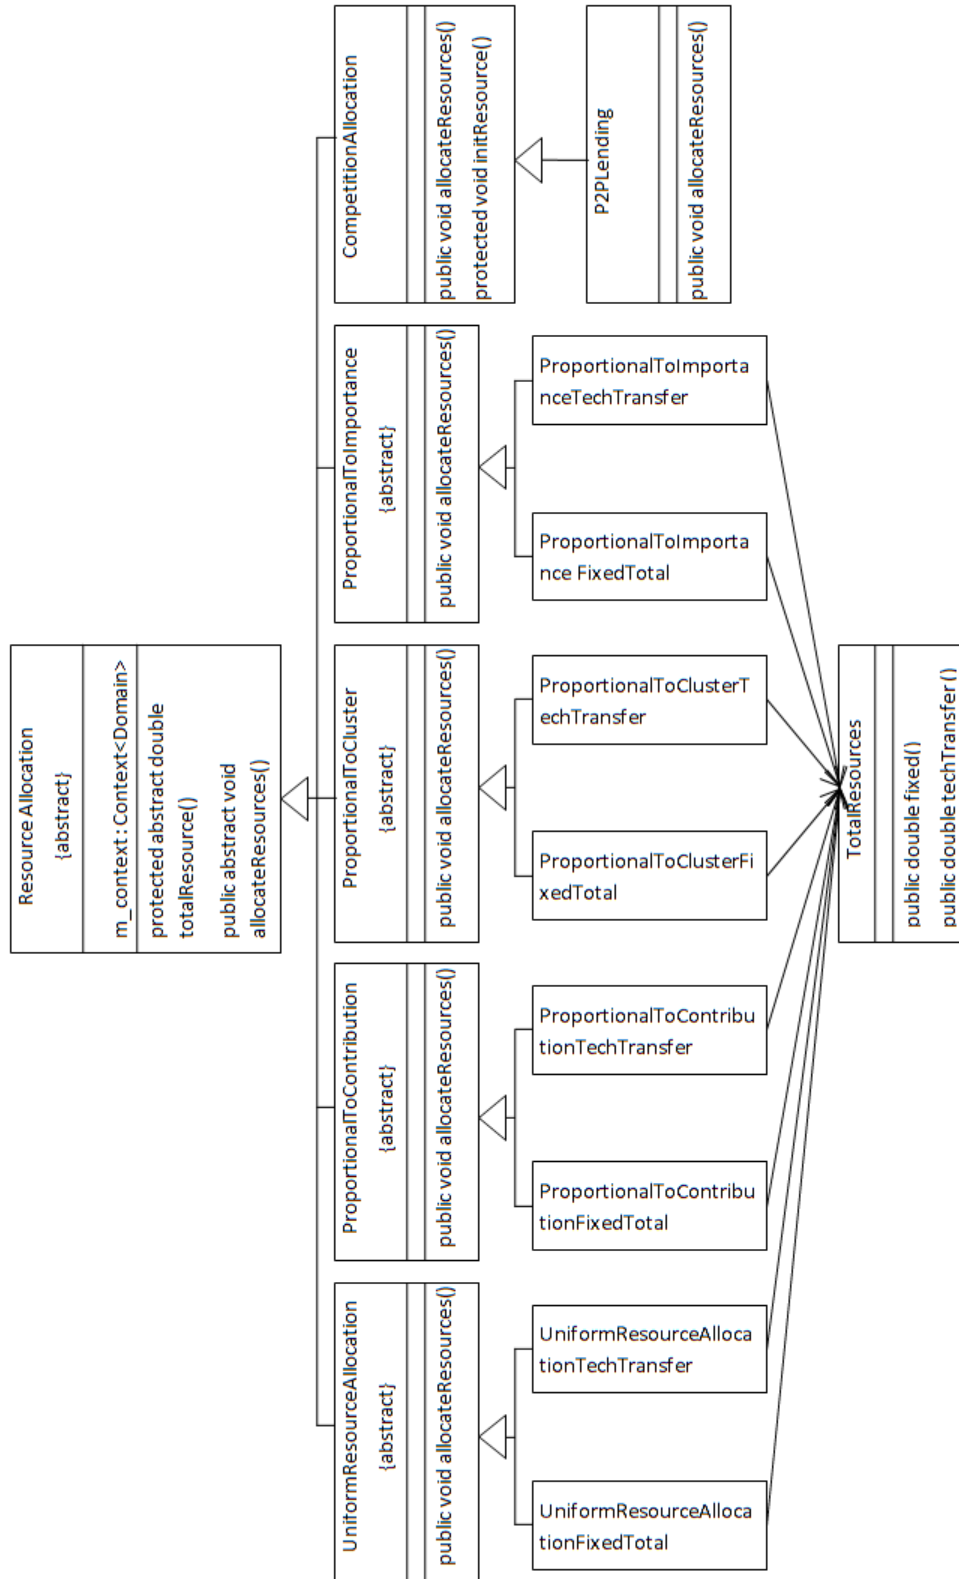 Resource Allocation
{abstract}
m_context : Context<Domain>
protected abstract double
totalResource()
public abstract void
allocateResources()
UniformResourceAllocation
{abstract}
public void allocateResources()
ProportionalToContribution
{abstract}
public void allocateResources()
ProportionalToCluster
{abstract}
public void allocateResources()
ProportionalToImportance
{abstract}
public void allocateResources()
CompetitionAllocation
public void allocateResources()
protected void initResource()
UniformResourceAlloca
tionFixedTotal
UniformResourceAlloca
tionTechTransfer
ProportionalToContribu
tionFixedTotal
ProportionalToContribu
tionTechTransfer
ProportionalToClusterFi
xedTotal
ProportionalToClusterT
echTransfer
ProportionalToImporta
nce FixedTotal
ProportionalToImporta
nceTechTransfer
P2PLending
public void allocateResources()
TotalResources
public double fixed()
public double techTransfer ()